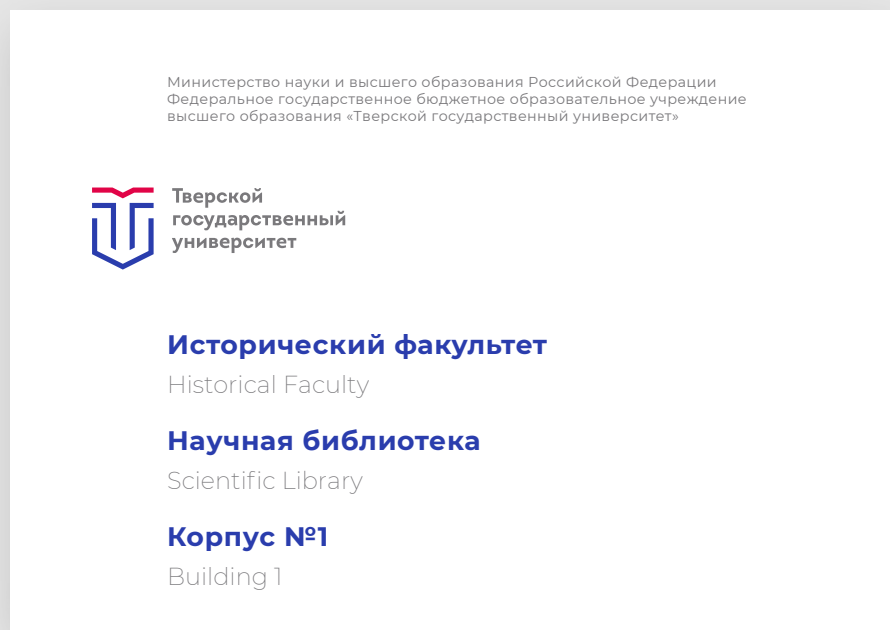 Министерство науки и высшего образования Российской Федерации
Федеральное государственное бюджетное образовательное учреждение
высшего образования «Тверской государственный университет»
Тверской
государственный
университет
Исторический факультет
Historical Faculty
Научная библиотека
Scientific Library
Корпус №1
Building 1